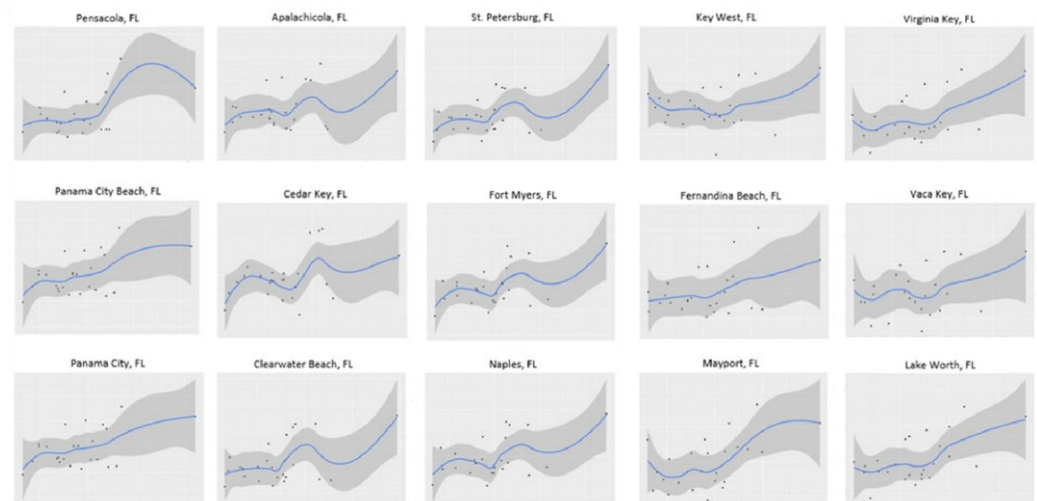 Pensacola, FL
Apalachicola, FL
St. Petersburg, FL
Key West, FL
Virginia Key, FL
Panama City Beach, FL
Cedar Key, FL
Fort Myers, FL
Fernandina Beach, FL
Vaca Key, FL
Panama City, FL
Clearwater Beach, FL
Naples, FL
Mayport, FL
Lake Worth, FL